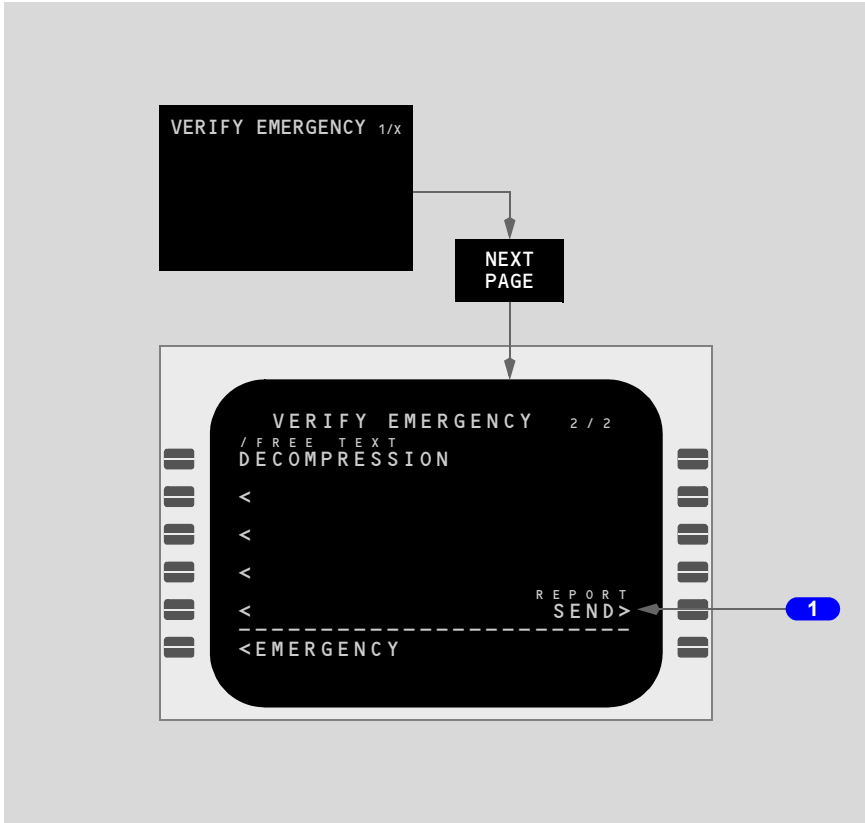 VERIFY EMERGENCY 1/X
NEXT
PAGE
VERIFY EMERGENCY 2/2
/FREE TEXT
DECOMPRESSION
<
<
<
REPORT
< SEND>
1
------------------------
<EMERGENCY